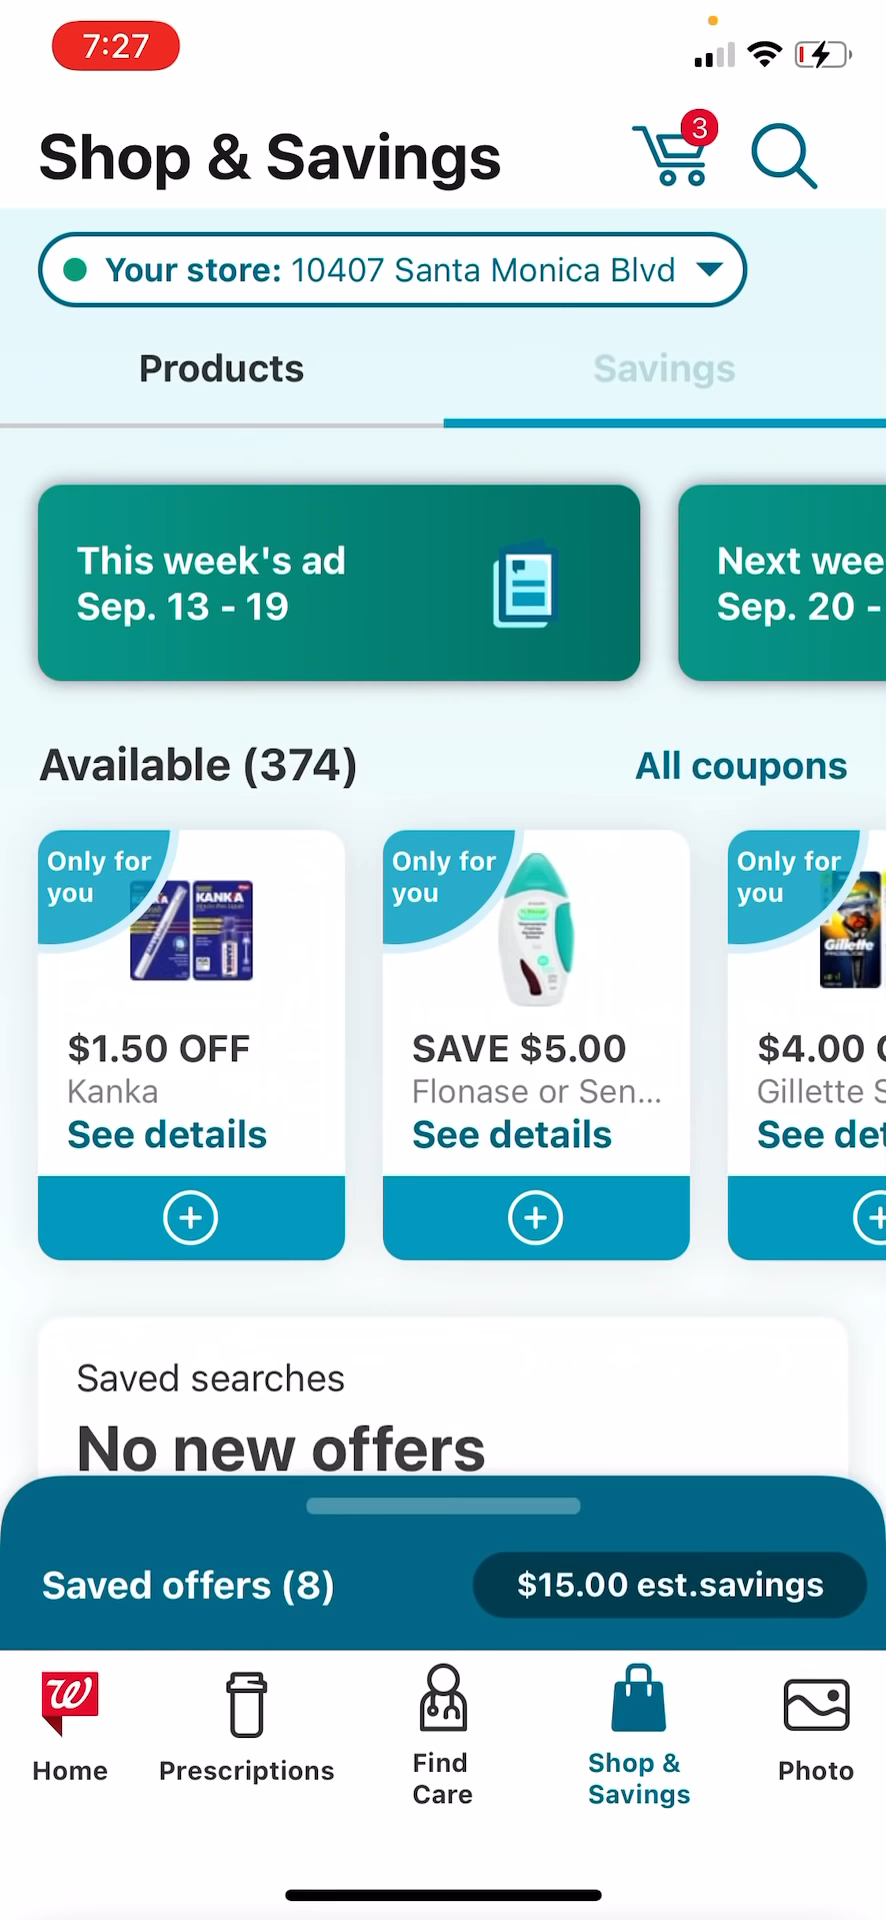 7:27
Shop & Savings
3
Your store: 10407 Santa Monica Blvd
Products
Savings
This week's ad
Sep. 13 - 19
Next wee
Sep. 20 -
Available (374)
All coupons
Only for
you
KANKA
$1.50 OFF
Kanka
See details
Only for
you
SAVE $5.00
Flonase or Sen...
See details
Only for
you
Gillette
$4.00
Gillette S
See det
Saved searches
No new offers
Saved offers (8)
$15.00 est.savings
Home
Prescriptions
Find
Care
Shop &
Savings
Photo